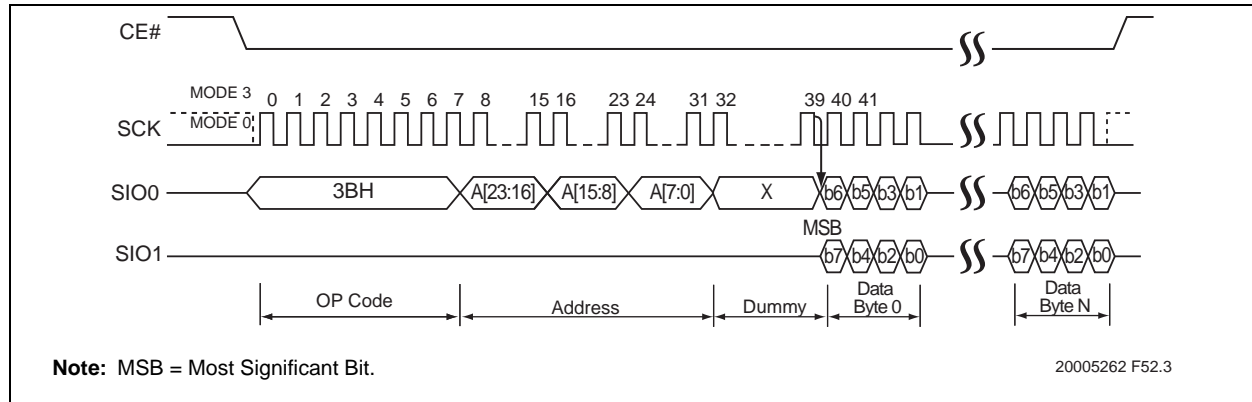 CE#
MODE 3
0 1 2 3 4 5 6 7 8 15 16 23 24 31 32 39 40 41
SCK
MODE 0
SIO0
3BH A[23:16] A[15:8] A[7:0] X b6 b5 b3 b1 b6 b5 b3 b1
MSB
SIO1
b7 b4 b2 b0 b7 b4 b2 b0
OP Code
Address
Dummy
Data
Byte 0
Data
Byte N
Note: MSB = Most Significant Bit.
20005262 F52.3